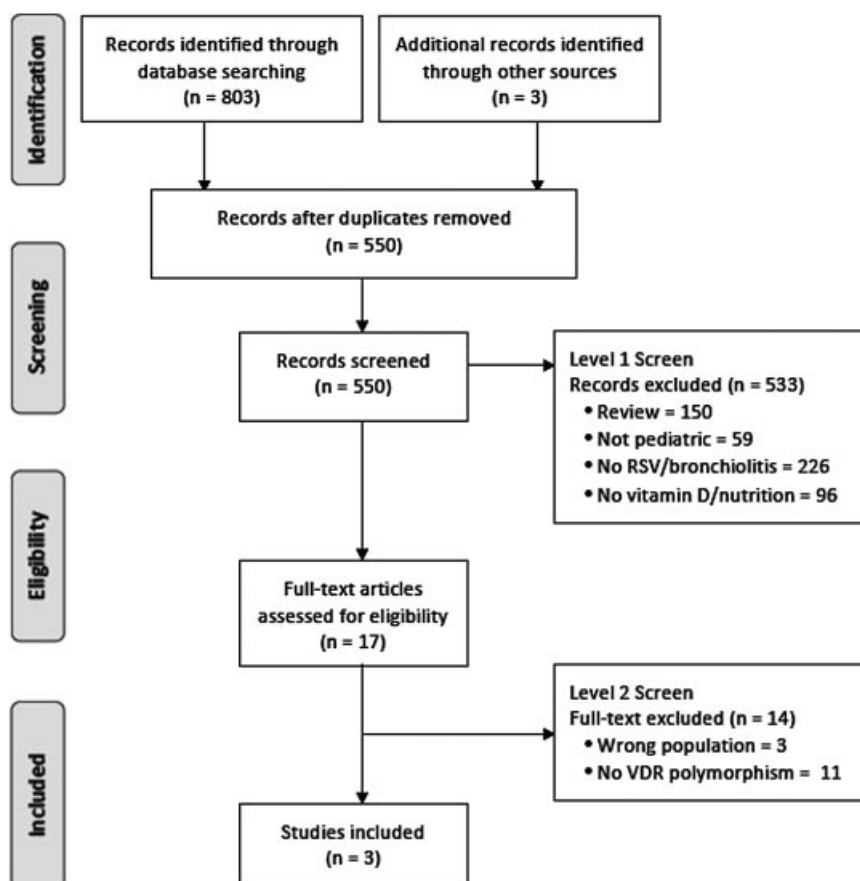 Identification
Records identified through
database searching
(n = 803)
Additional records identified
through other sources
(n = 3)
Records after duplicates removed
(n = 550)
Screening
Records screened
(n = 550)
Level 1 Screen
Records excluded (n = 533)
• Review = 150
• Not pediatric = 59
• No RSV/bronchiolitis = 226
• No vitamin D/nutrition = 96
Eligibility
Full-text articles
assessed for eligibility
(n = 17)
Level 2 Screen
Full-text excluded (n = 14)
• Wrong population = 3
• No VDR polymorphism = 11
Included
Studies included
(n = 3)